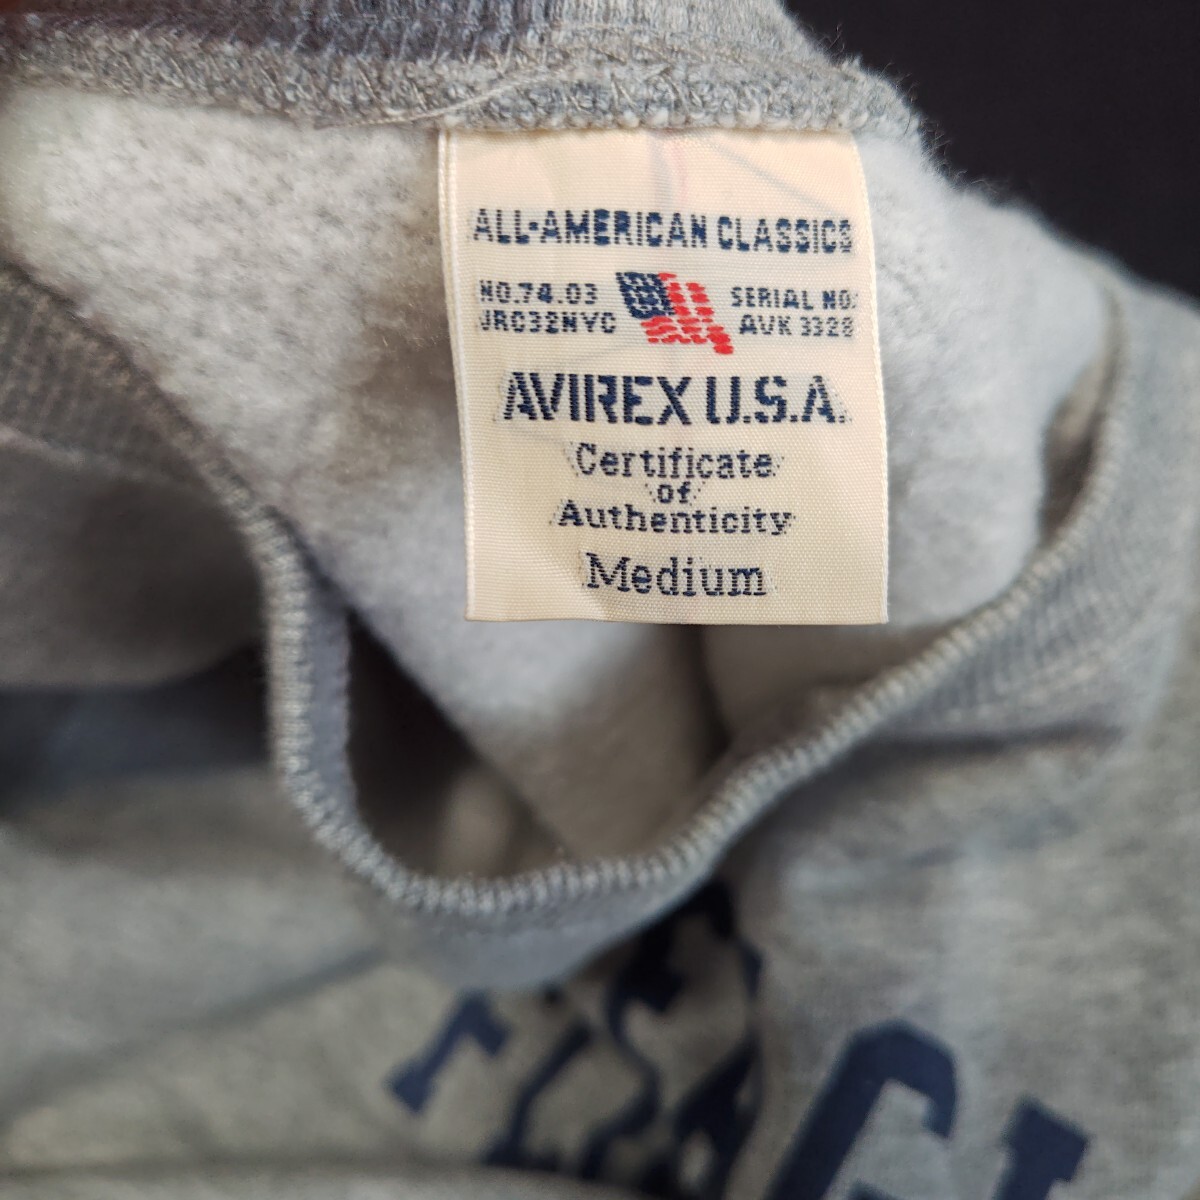 ALL-AMERICAN CLASSICS
NO.74.03
JRC32NYC
SERIAL NO:
AVK 3328
AVIREX U.S.A.
Certificate
of
Authenticity
Medium